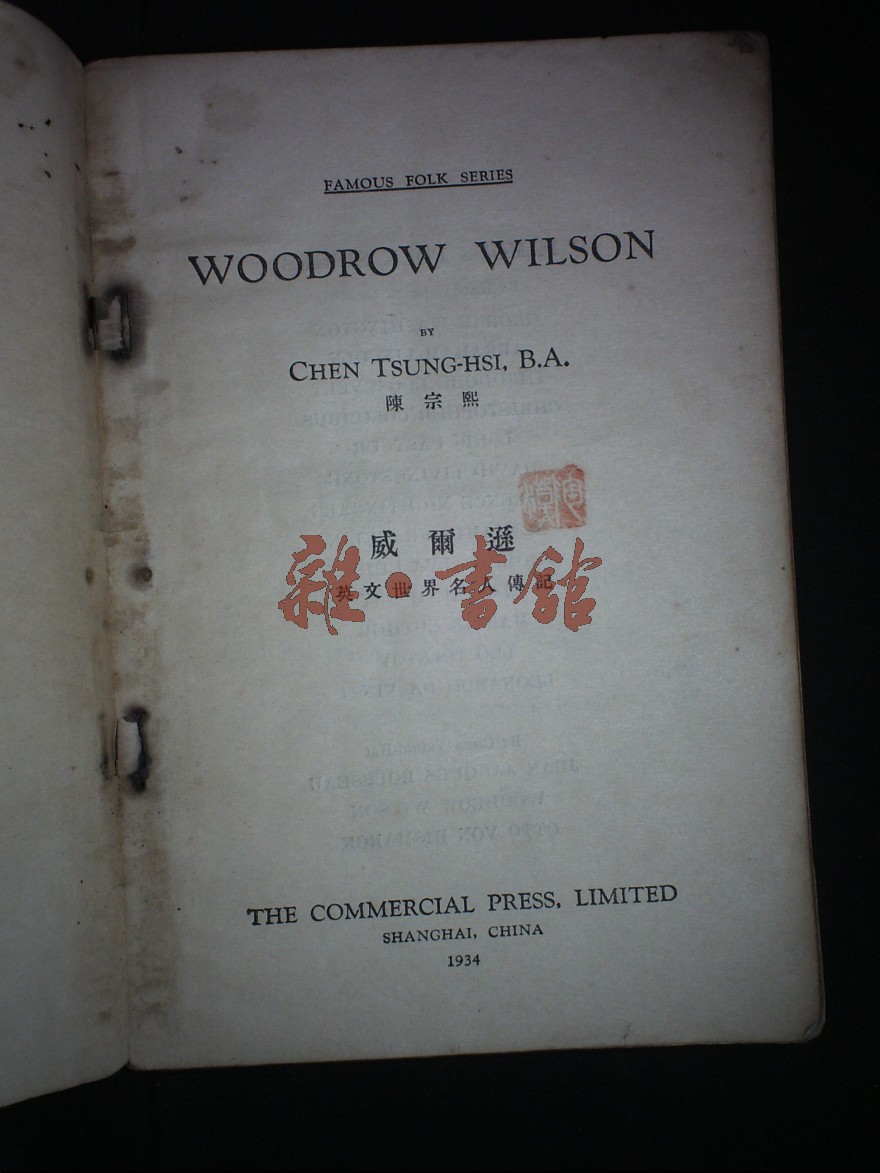 FAMOUS FOLK SERIES
WOODROW WILSON
BY
CHEN TSUNG-HSI, B.A.
陳宗熙
威爾遜
英文世界名人傳記
雜·書館
THE COMMERCIAL PRESS, LIMITED
SHANGHAI, CHINA
1934